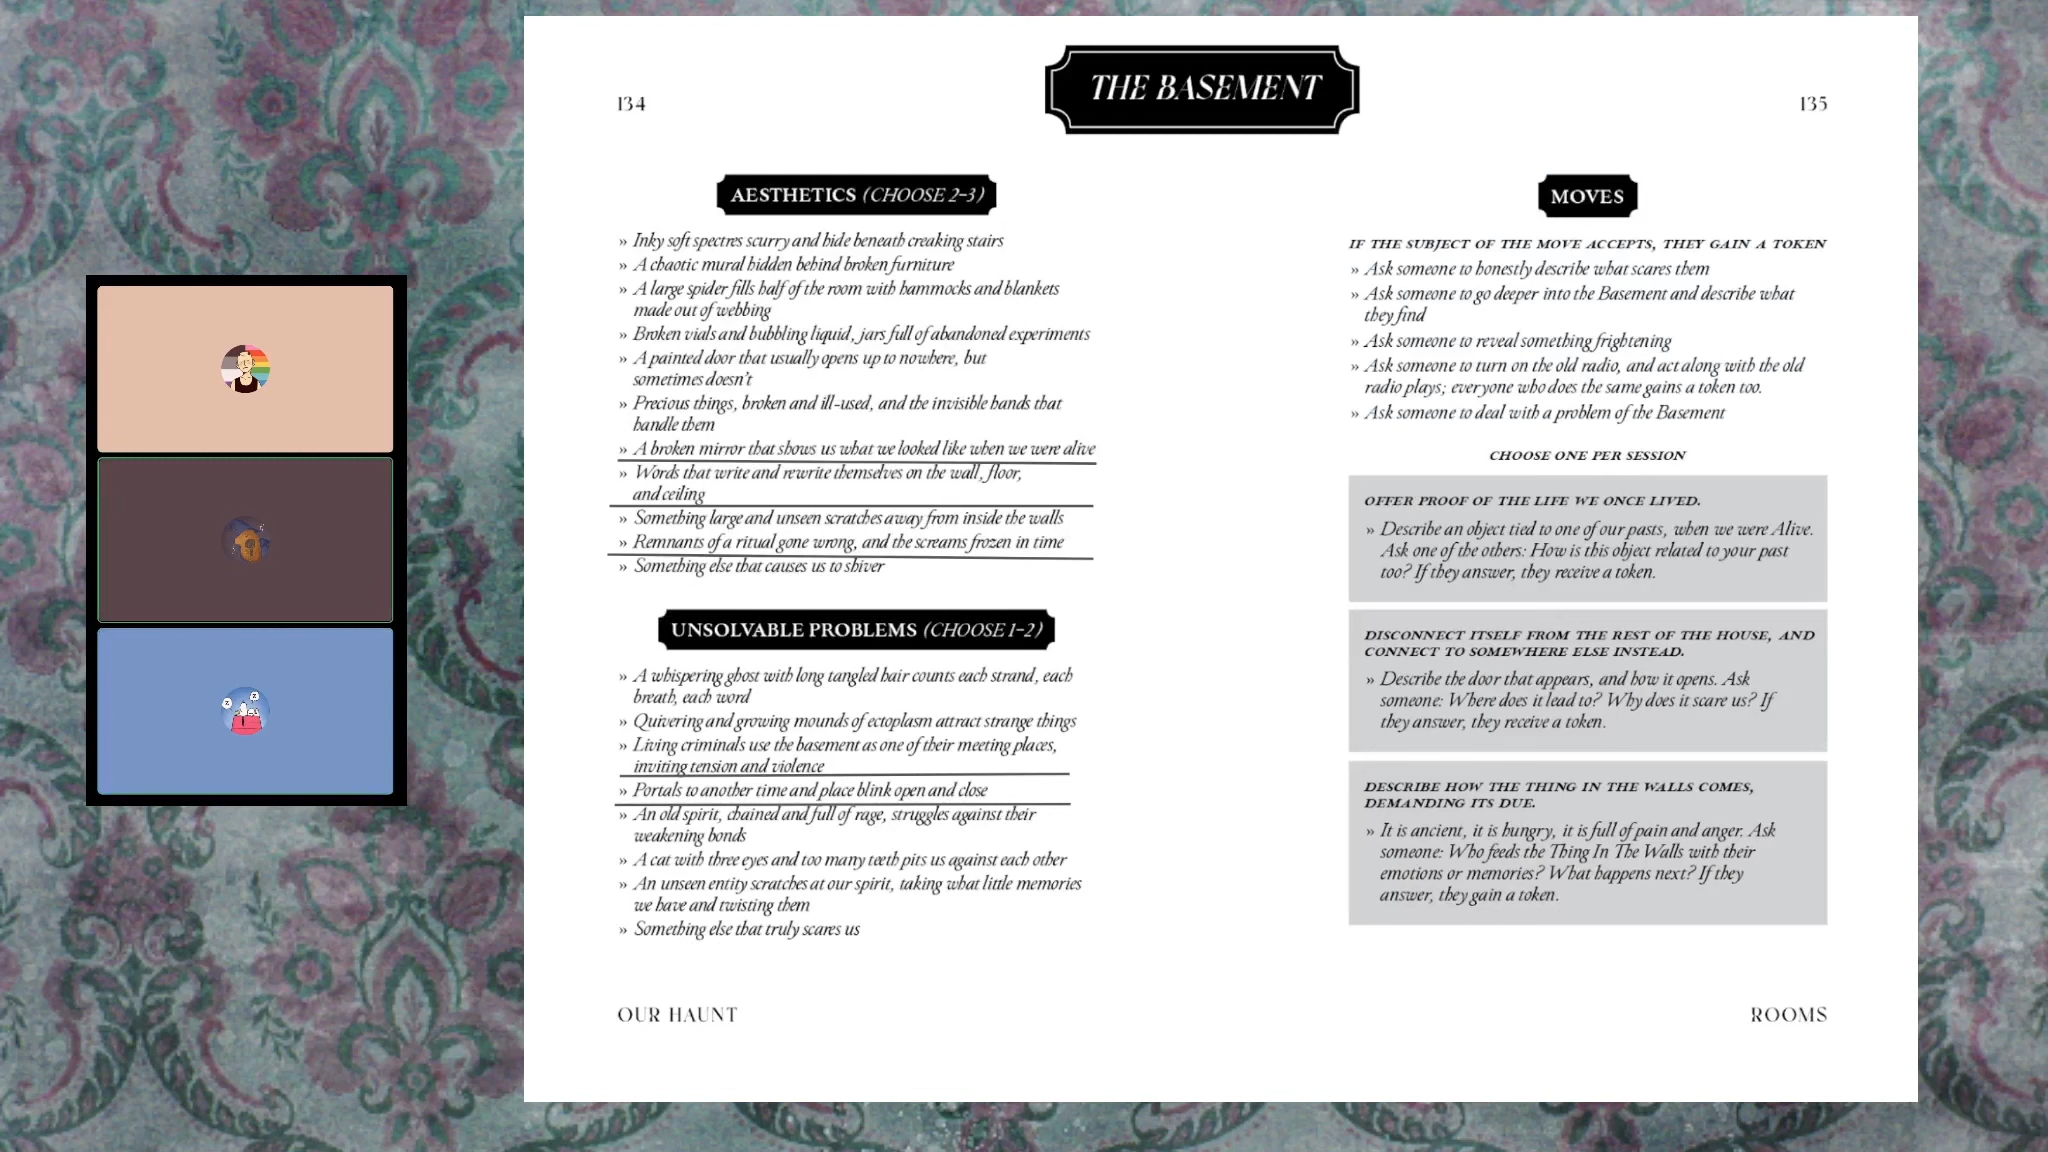 THE BASEMENT
134
135
AESTHETICS (CHOOSE 2-3)
» Inky soft spectres scurry and hide beneath creaking stairs
» A chaotic mural hidden behind broken furniture
» A large spider fills half of the room with hammocks and blankets
made out of webbing
» Broken vials and bubbling liquid, jars full of abandoned experiments
» A painted door that usually opens up to nowhere, but
sometimes doesn't
» Precious things, broken and ill-used, and the invisible hands that
handle them
» A broken mirror that shows us what we looked like when we were alive
» Words that write and rewrite themselves on the wall, floor,
and ceiling
» Something large and unseen scratches away from inside the walls
» Remnants of a ritual gone wrong, and the screams frozen in time
» Something else that causes us to shiver
UNSOLVABLE PROBLEMS (CHOOSE 1-2)
» A whispering ghost with long tangled hair counts each strand, each
breath, each word
» Quivering and growing mounds of ectoplasm attract strange things
» Living criminals use the basement as one of their meeting places,
inviting tension and violence
» Portals to another time and place blink open and close
» An old spirit, chained and full of rage, struggles against their
weakening bonds
» A cat with three eyes and too many teeth pits us against each other
» An unseen entity scratches at our spirit, taking what little memories
we have and twisting them
» Something else that truly scares us
MOVES
IF THE SUBJECT OF THE MOVE ACCEPTS, THEY GAIN A TOKEN
» Ask someone to honestly describe what scares them
» Ask someone to go deeper into the Basement and describe what
they find
» Ask someone to reveal something frightening
» Ask someone to turn on the old radio, and act along with the old
radio plays; everyone who does the same gains a token too.
» Ask someone to deal with a problem of the Basement
CHOOSE ONE PER SESSION
OFFER PROOF OF THE LIFE WE ONCE LIVED.
» Describe an object tied to one of our pasts, when we were Alive.
Ask one of the others: How is this object related to your past
too? If they answer, they receive a token.
DISCONNECT ITSELF FROM THE REST OF THE HOUSE, AND
CONNECT TO SOMEWHERE ELSE INSTEAD.
» Describe the door that appears, and how it opens. Ask
someone: Where does it lead to? Why does it scare us? If
they answer, they receive a token.
DESCRIBE HOW THE THING IN THE WALLS COMES,
DEMANDING ITS DUE.
» It is ancient, it is hungry, it is full of pain and anger. Ask
someone: Who feeds the Thing In The Walls with their
emotions or memories? What happens next? If they
answer, they gain a token.
OUR HAUNT
ROOMS
z
z